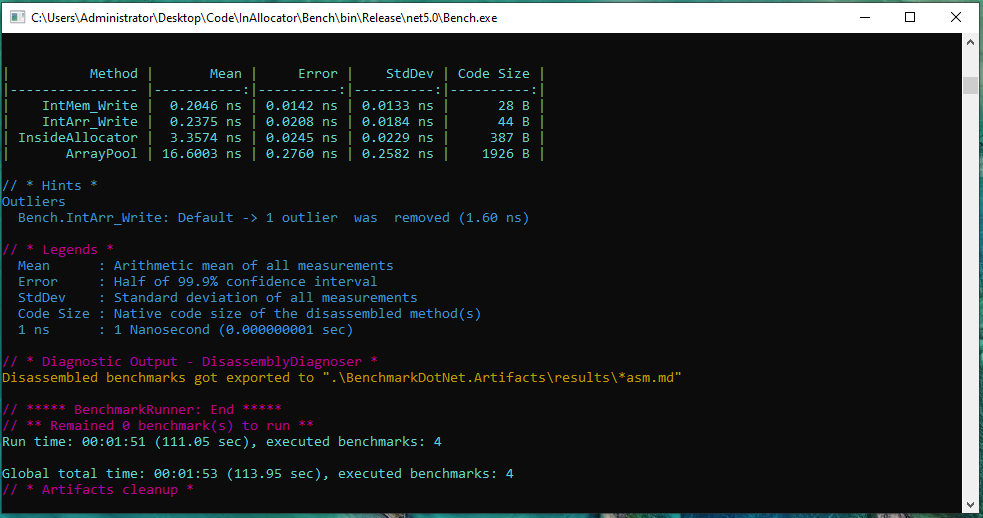 C:\Users\Administrator\Desktop\Code\InAllocator\Bench\bin\Release\net5.0\Bench.exe
|          Method |       Mean |     Error |    StdDev | Code Size |
|---------------- |-----------:|----------:|----------:|----------:|
|    IntMem_Write |  0.2046 ns | 0.0142 ns | 0.0133 ns |      28 B |
|    IntArr_Write |  0.2375 ns | 0.0208 ns | 0.0184 ns |      44 B |
| InsideAllocator |  3.3574 ns | 0.0245 ns | 0.0229 ns |     387 B |
|       ArrayPool | 16.6003 ns | 0.2760 ns | 0.2582 ns |    1926 B |
// * Hints *
Outliers
  Bench.IntArr_Write: Default -> 1 outlier  was  removed (1.60 ns)
// * Legends *
  Mean      : Arithmetic mean of all measurements
  Error     : Half of 99.9% confidence interval
  StdDev    : Standard deviation of all measurements
  Code Size : Native code size of the disassembled method(s)
  1 ns      : 1 Nanosecond (0.000000001 sec)
// * Diagnostic Output - DisassemblyDiagnoser *
Disassembled benchmarks got exported to ".\BenchmarkDotNet.Artifacts\results\*asm.md"
// ***** BenchmarkRunner: End *****
// ** Remained 0 benchmark(s) to run **
Run time: 00:01:51 (111.05 sec), executed benchmarks: 4
Global total time: 00:01:53 (113.95 sec), executed benchmarks: 4
// * Artifacts cleanup *